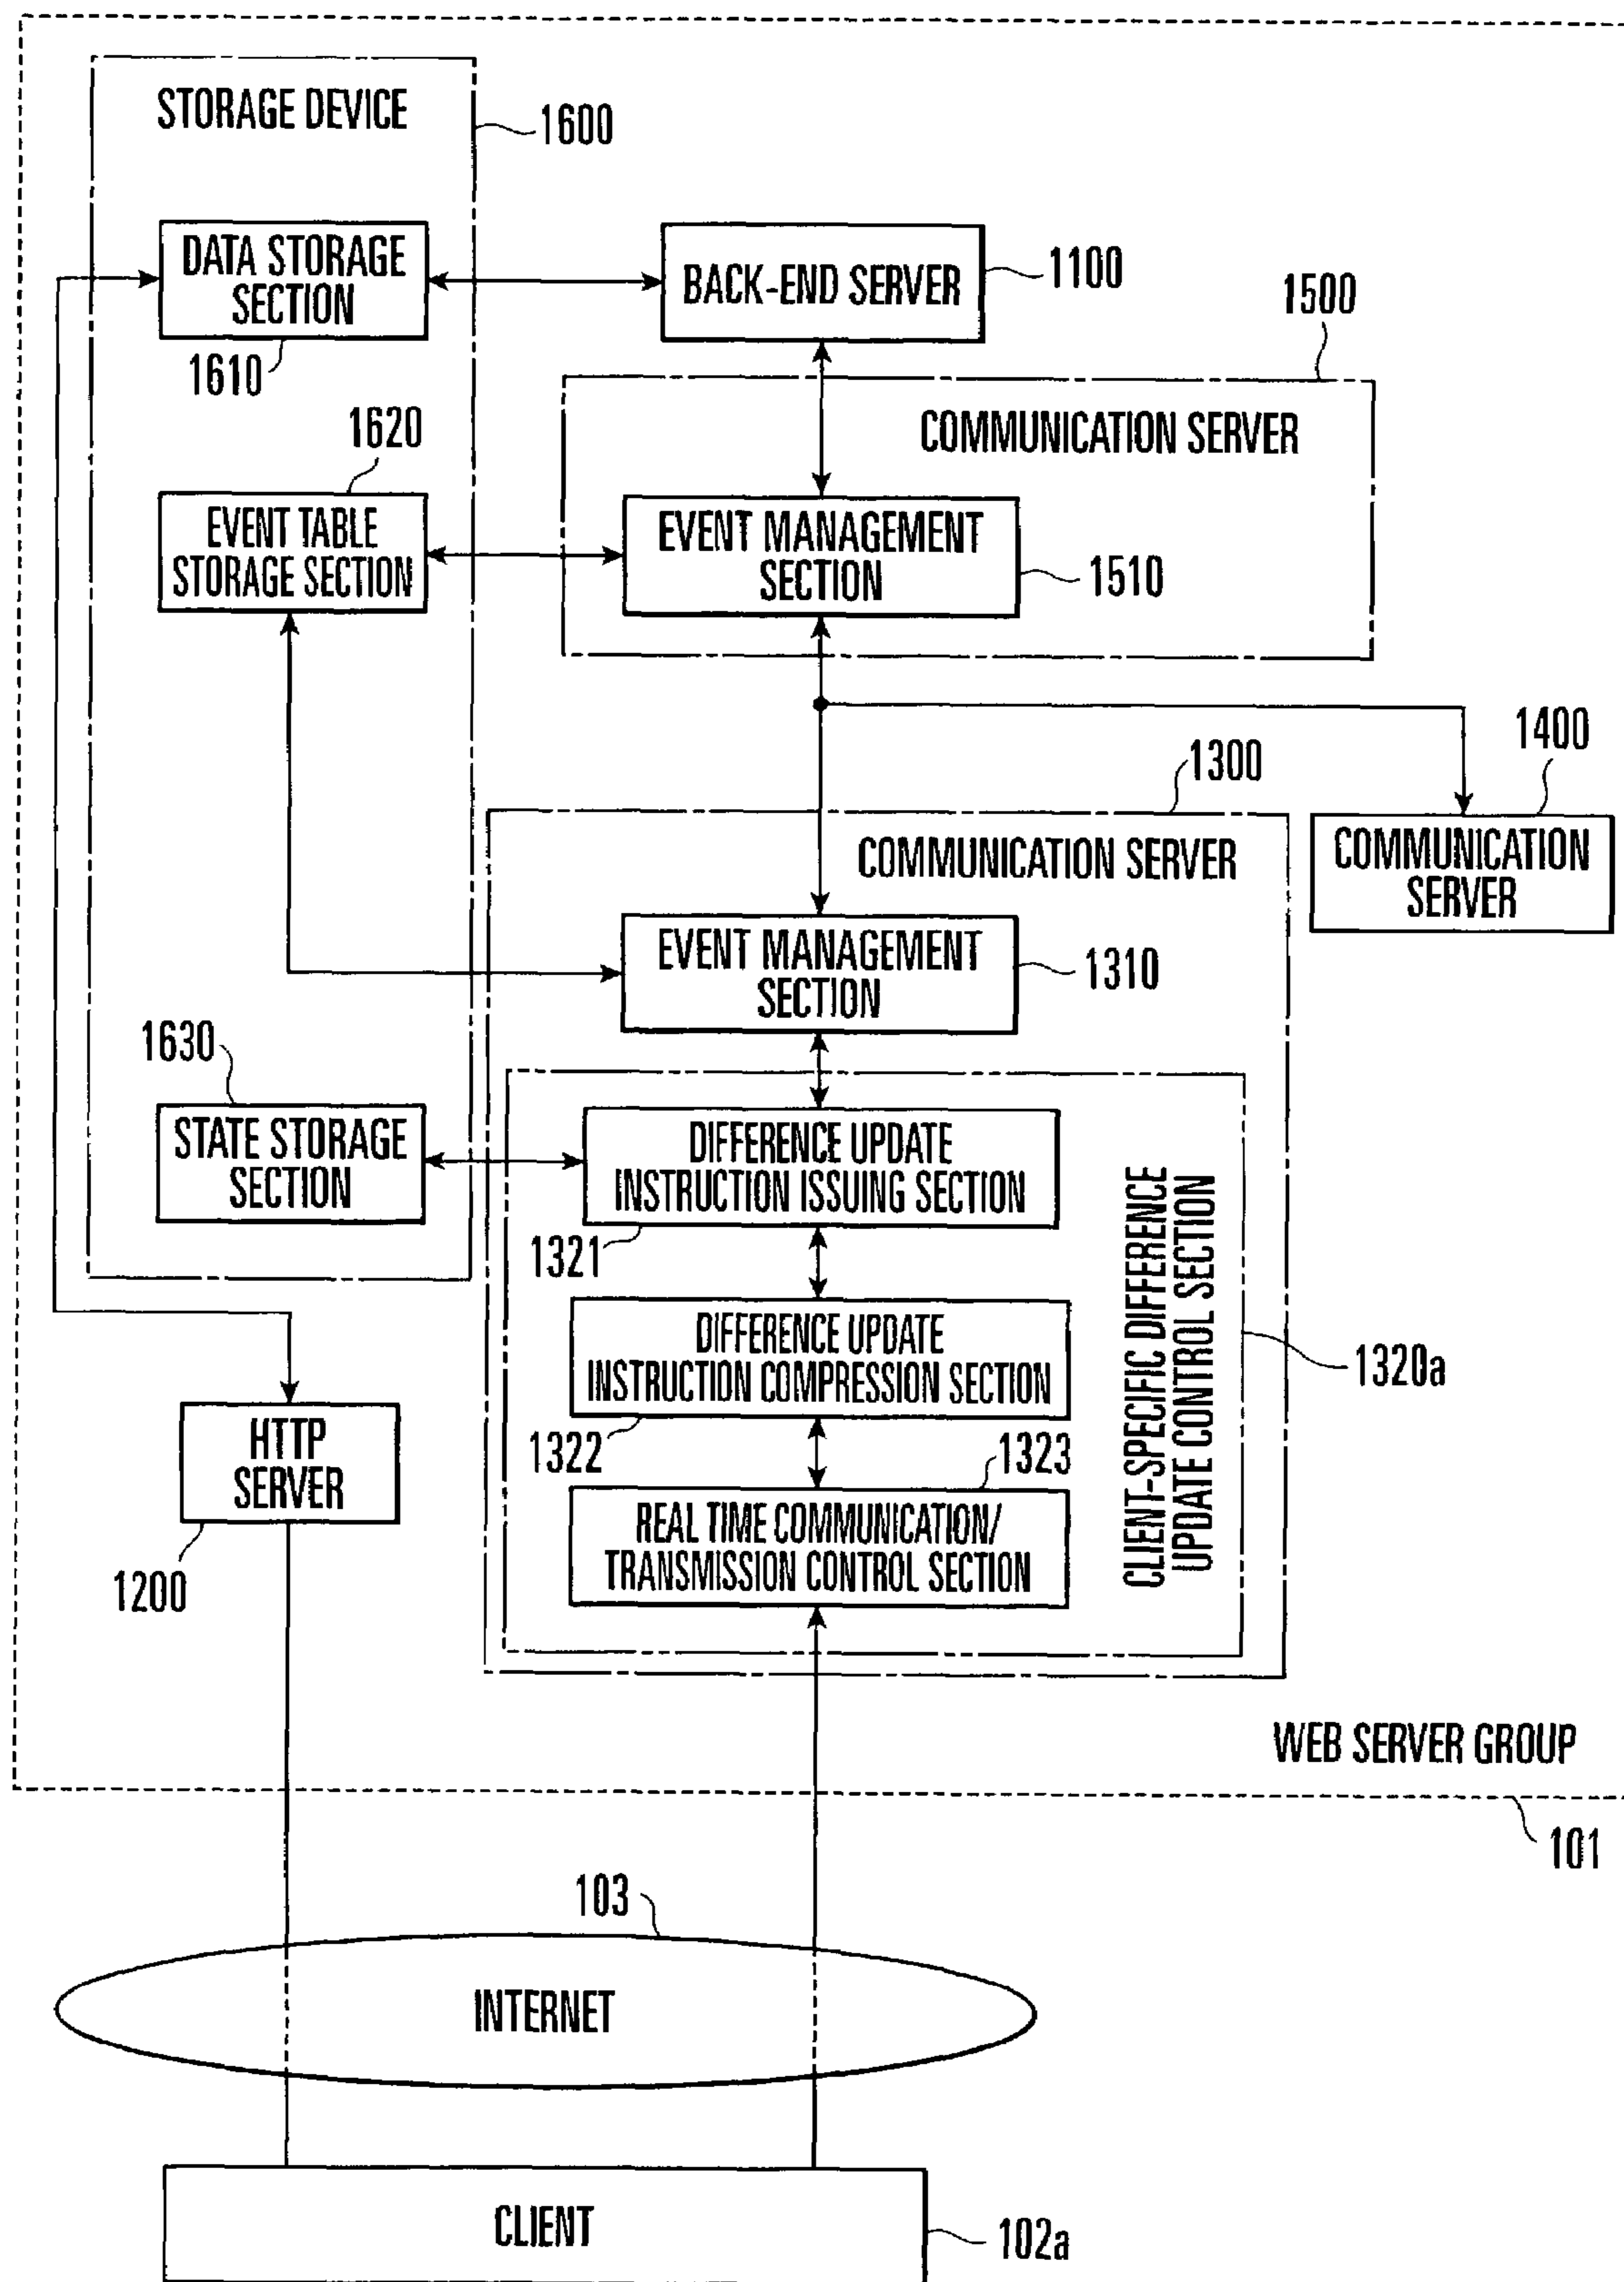 STORAGE DEVICE
1600
DATA STORAGE
SECTION
1610
BACK-END SERVER
1100
1500
COMMUNICATION SERVER
1620
EVENT TABLE
STORAGE SECTION
EVENT MANAGEMENT
SECTION
1510
1400
COMMUNICATION
SERVER
1300
COMMUNICATION SERVER
EVENT MANAGEMENT
SECTION
1310
1630
STATE STORAGE
SECTION
DIFFERENCE UPDATE
INSTRUCTION ISSUING SECTION
1321
DIFFERENCE UPDATE
INSTRUCTION COMPRESSION SECTION
1322
1323
REAL TIME COMMUNICATION/
TRANSMISSION CONTROL SECTION
CLIENT-SPECIFIC DIFFERENCE
UPDATE CONTROL SECTION
1320a
HTTP
SERVER
1200
WEB SERVER GROUP
101
103
INTERNET
CLIENT
102a